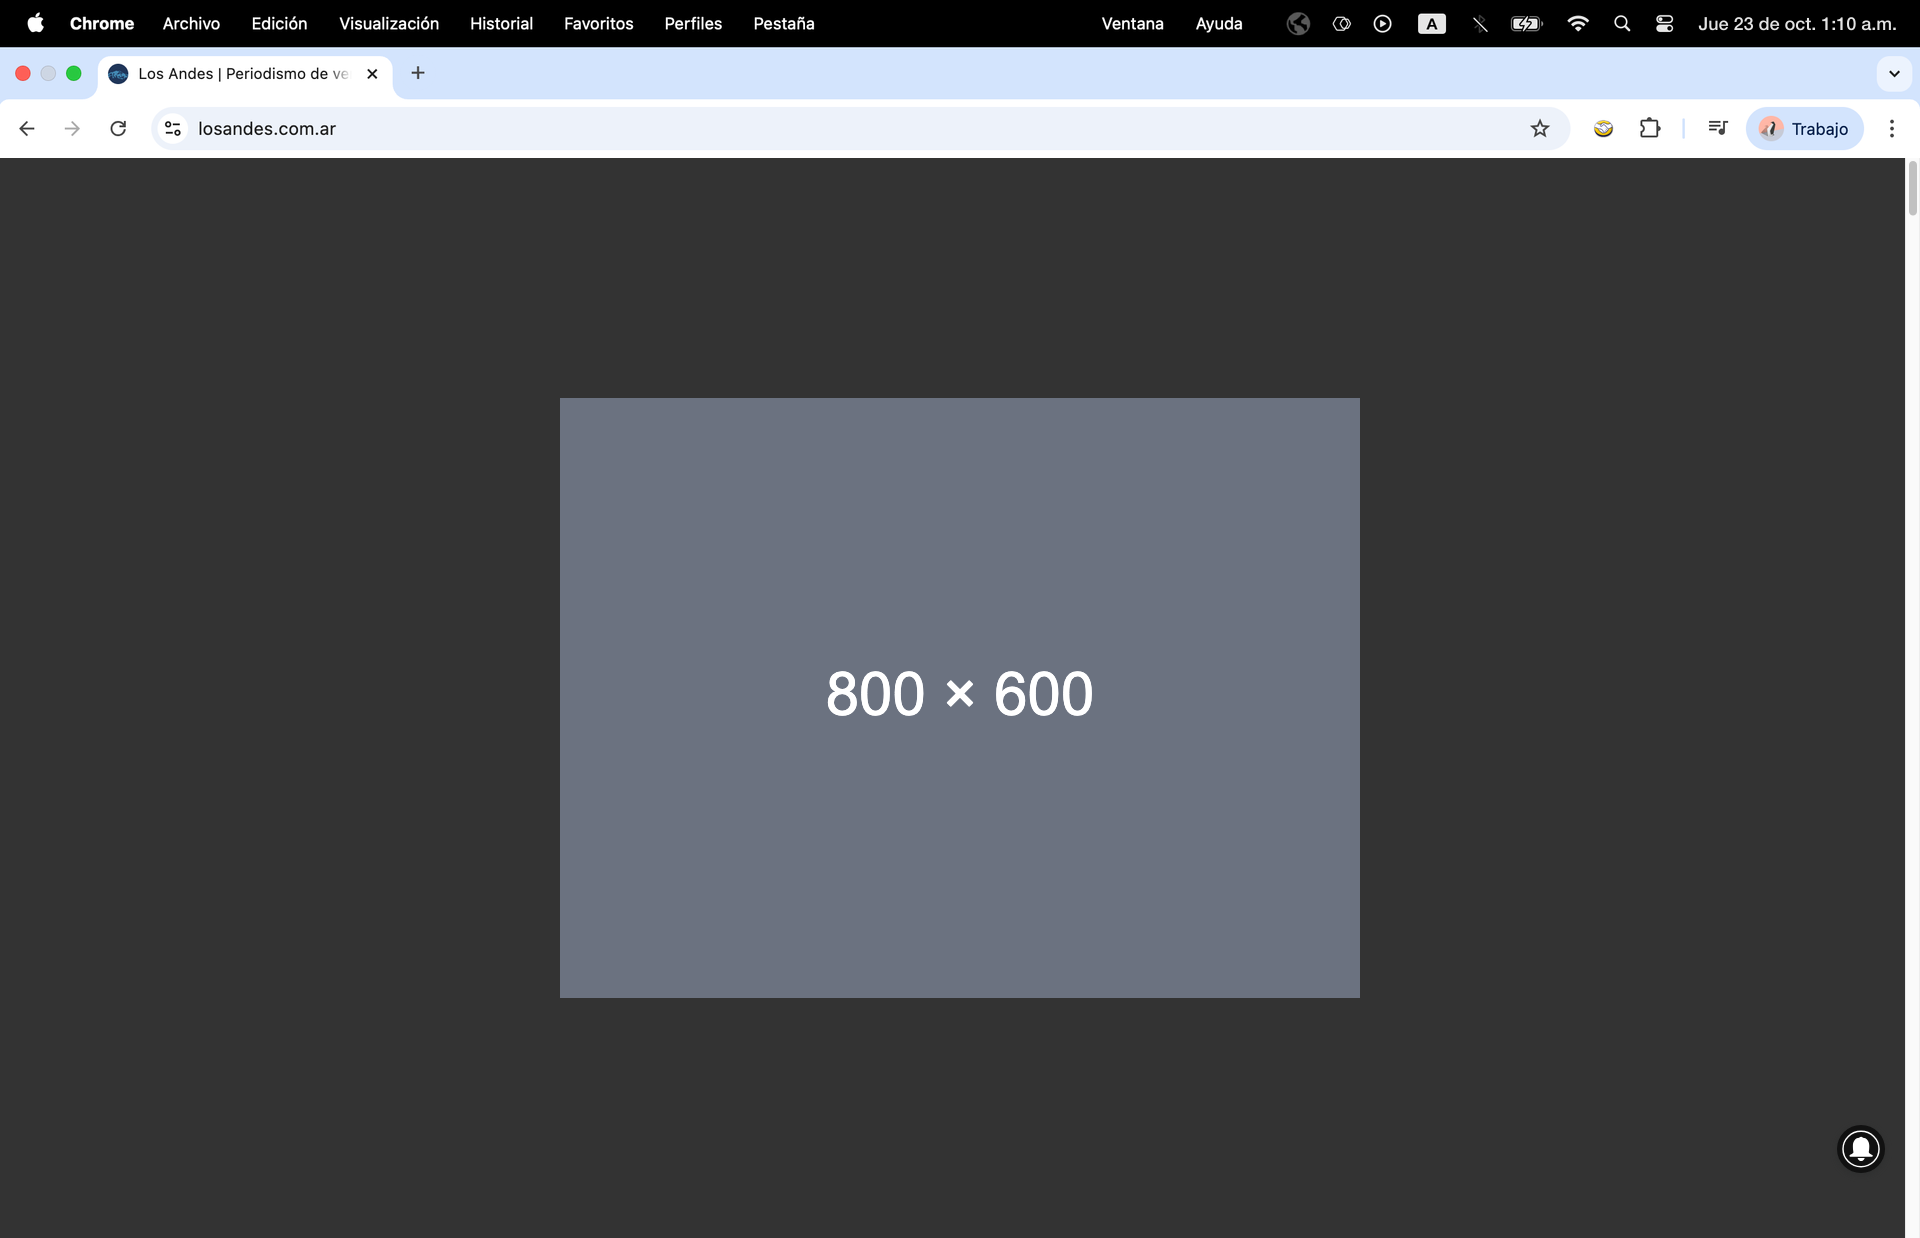 Chrome Archivo Edición Visualización Historial Favoritos Perfiles Pestaña Ventana Ayuda A Jue 23 de oct. 1:10 a.m.
Los Andes | Periodismo de ve
losandes.com.ar
Trabajo
800 × 600